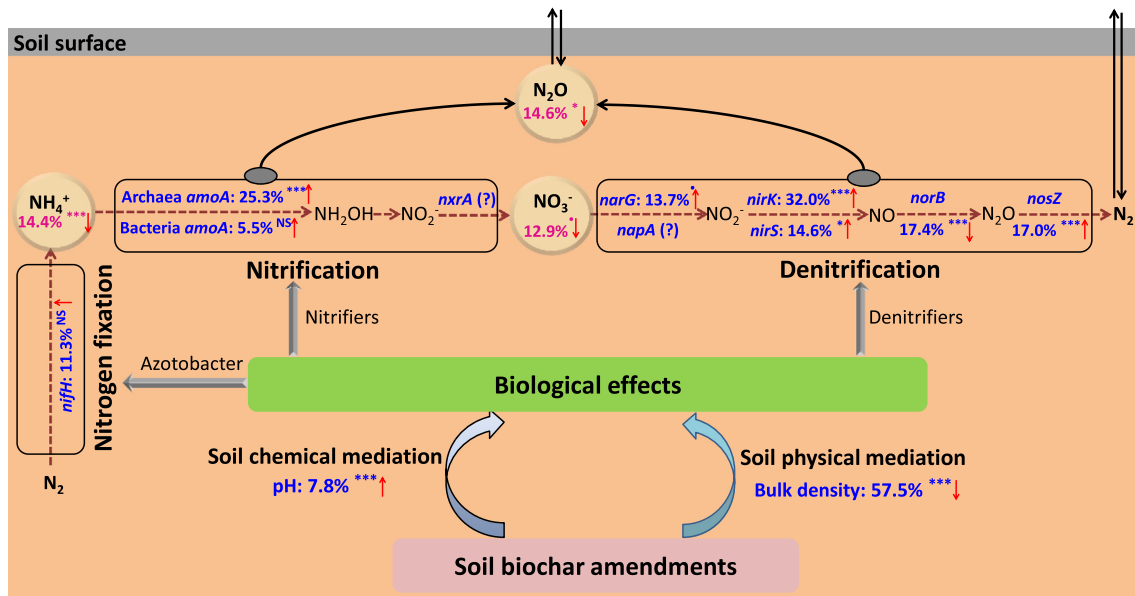 Soil surface
N₂O
14.6% * ↓
NH₄⁺
14.4% *** ↓
Archaea amoA: 25.3% *** ↑
Bacteria amoA: 5.5% NS ↑
NH₂OH
NO₂⁻
nxrA (?)
NO₃⁻
12.9% • ↓
narG: 13.7% • ↑
napA (?)
NO₂⁻
nirK: 32.0% *** ↑
nirS: 14.6% * ↑
NO
norB
17.4% *** ↓
N₂O
nosZ
17.0% *** ↑
N₂
Nitrification
Denitrification
nifH: 11.3% NS ↑
Nitrogen fixation
N₂
Nitrifiers
Denitrifiers
Azotobacter
Biological effects
Soil chemical mediation
pH: 7.8% *** ↑
Soil physical mediation
Bulk density: 57.5% *** ↓
Soil biochar amendments